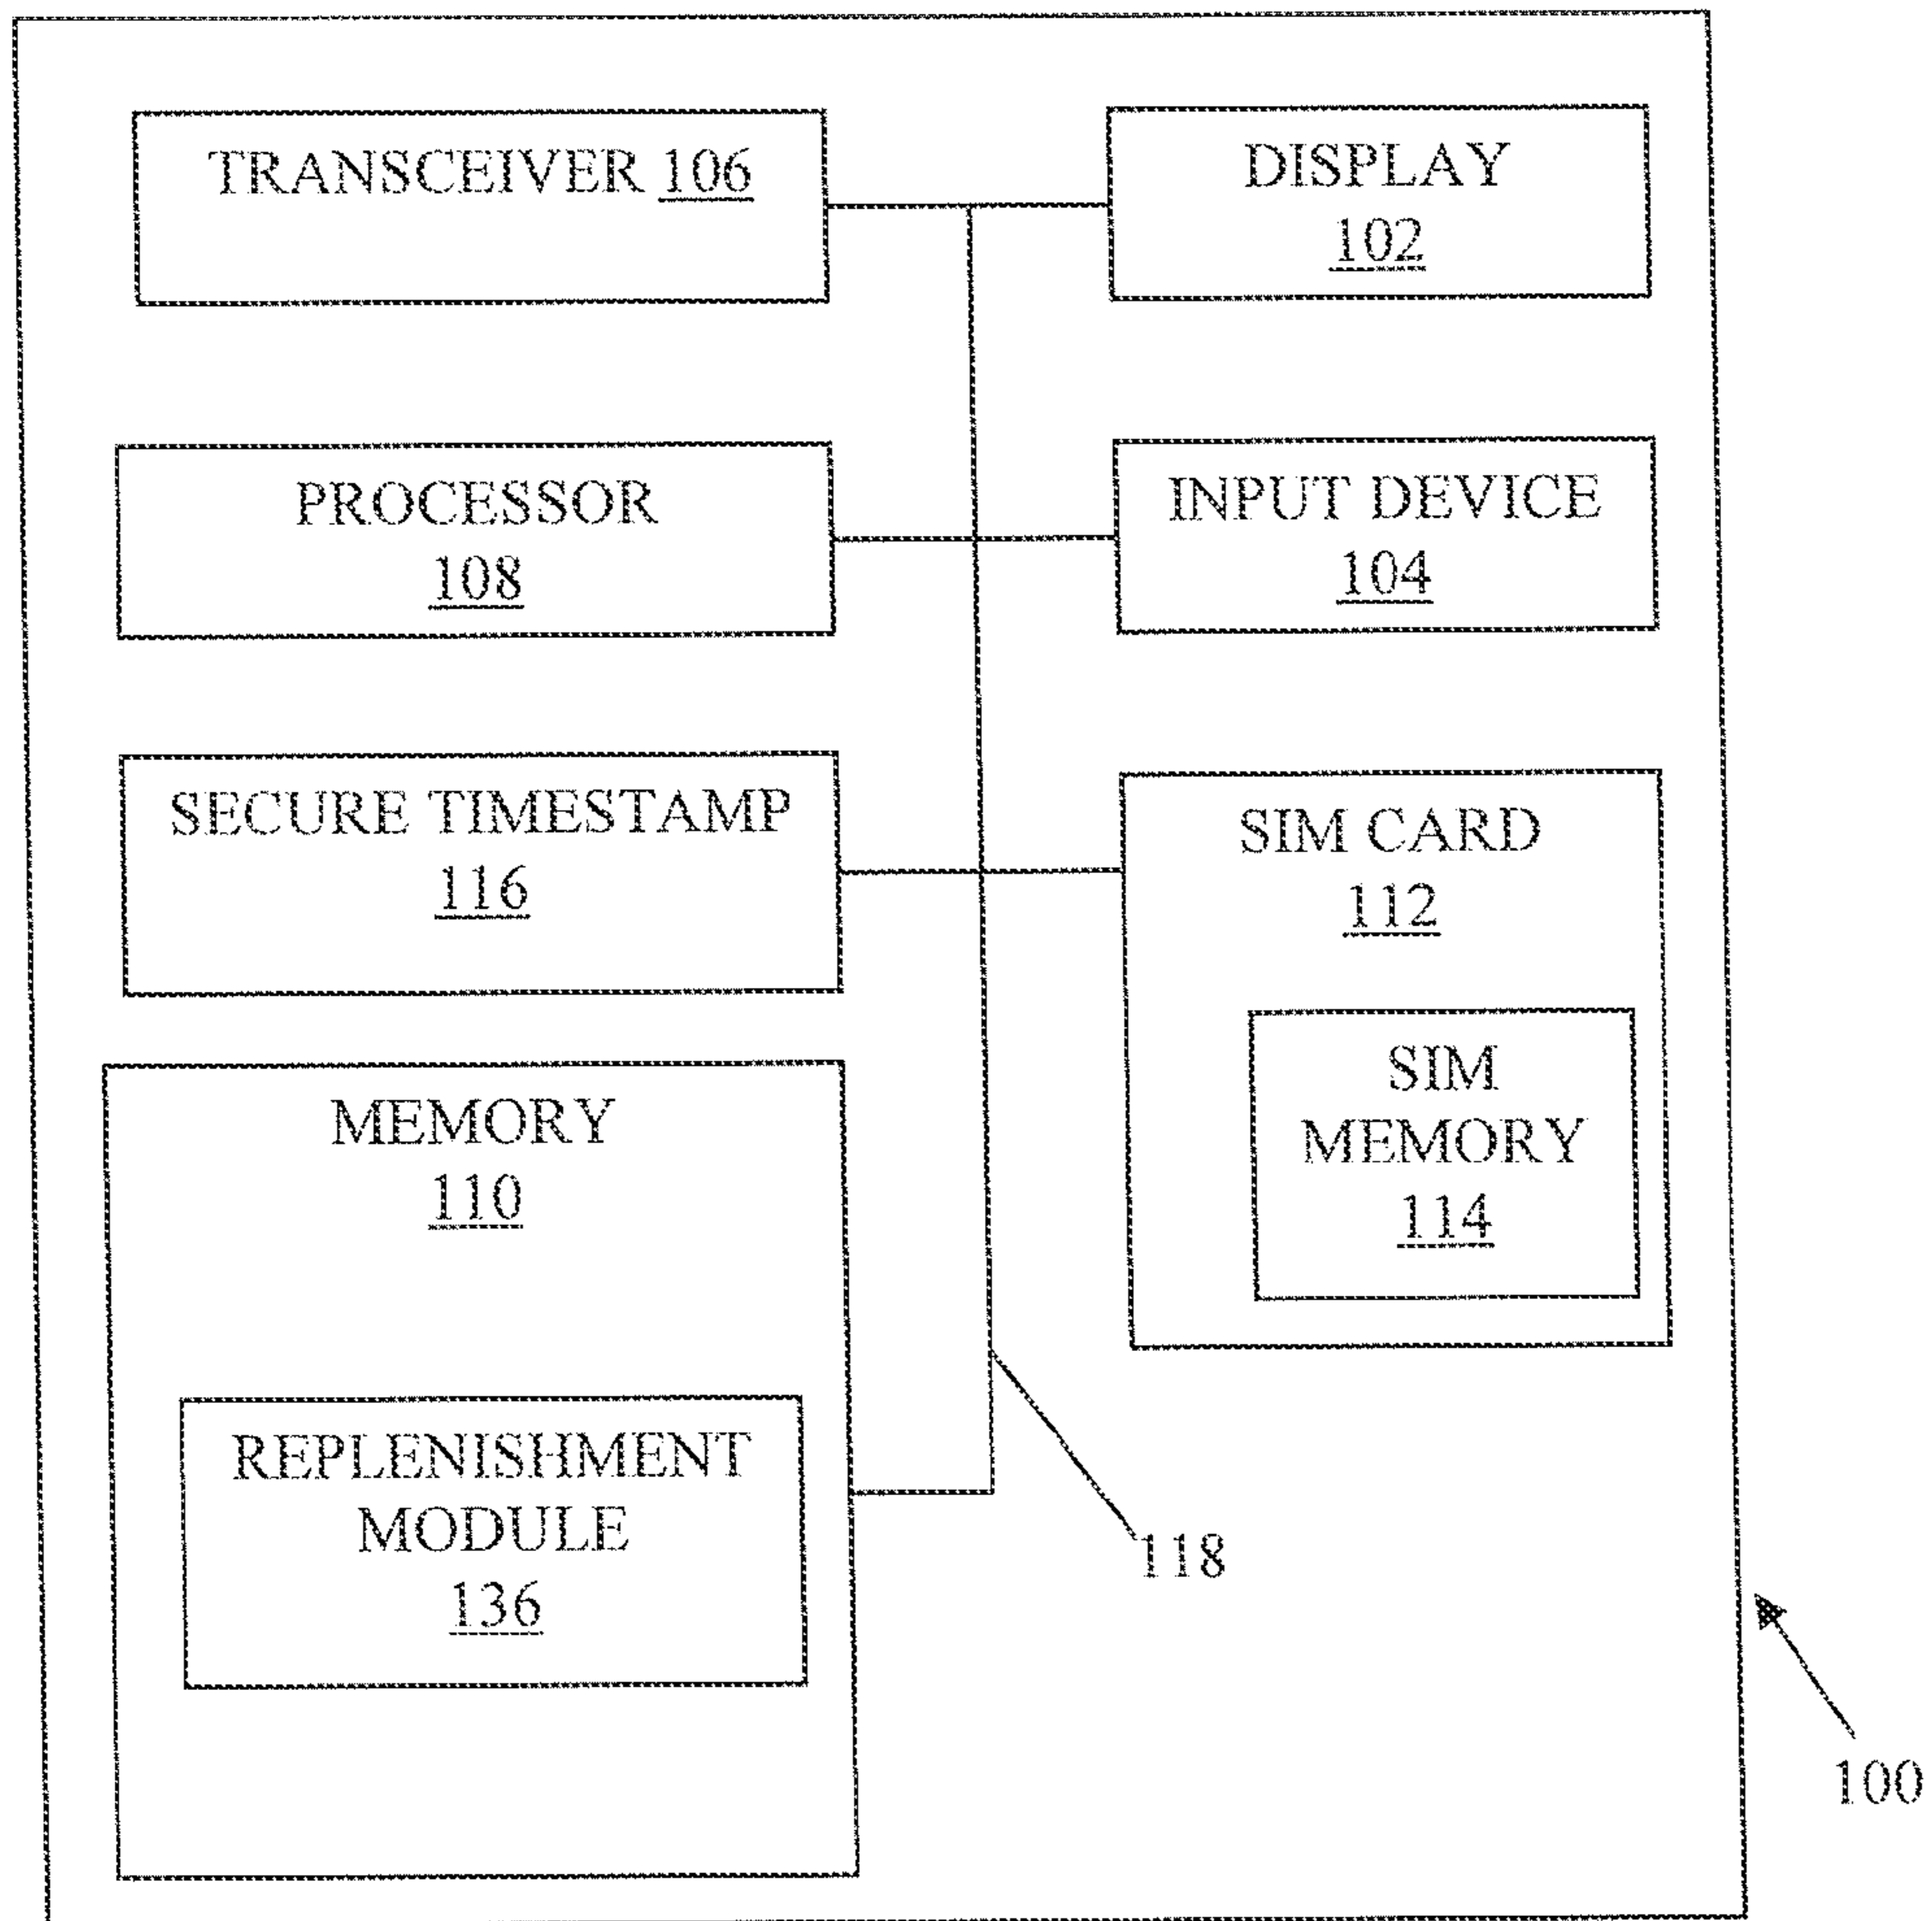 TRANSCEIVER 106
DISPLAY
102
PROCESSOR
108
INPUT DEVICE
104
SECURE TIMESTAMP
116
SIM CARD
112
SIM
MEMORY
114
MEMORY
110
REPLENISHMENT
MODULE
136
118
100